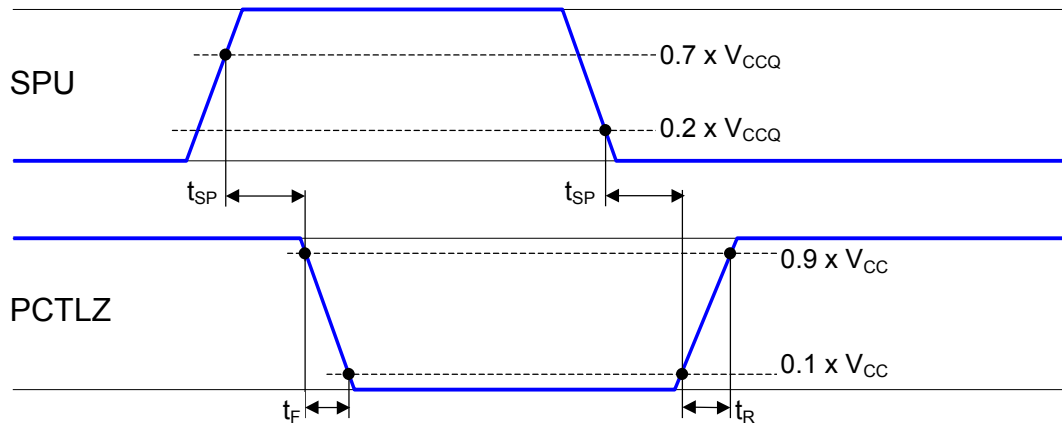 0.7 x VCCQ
SPU
0.2 x VCCQ
tSP tSP
0.9 x VCC
PCTLZ
0.1 x VCC
tF tR